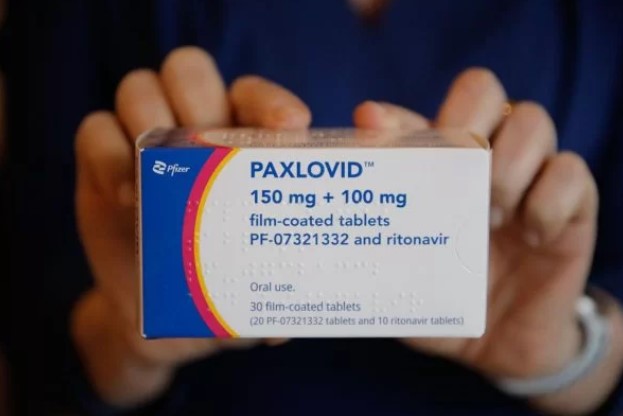 Pfizer
PAXLOVID™
150 mg + 100 mg
film-coated tablets
PF-07321332 and ritonavir
Oral use.
30 film-coated tablets
(20 PF-07321332 tablets and 10 ritonavir tablets)